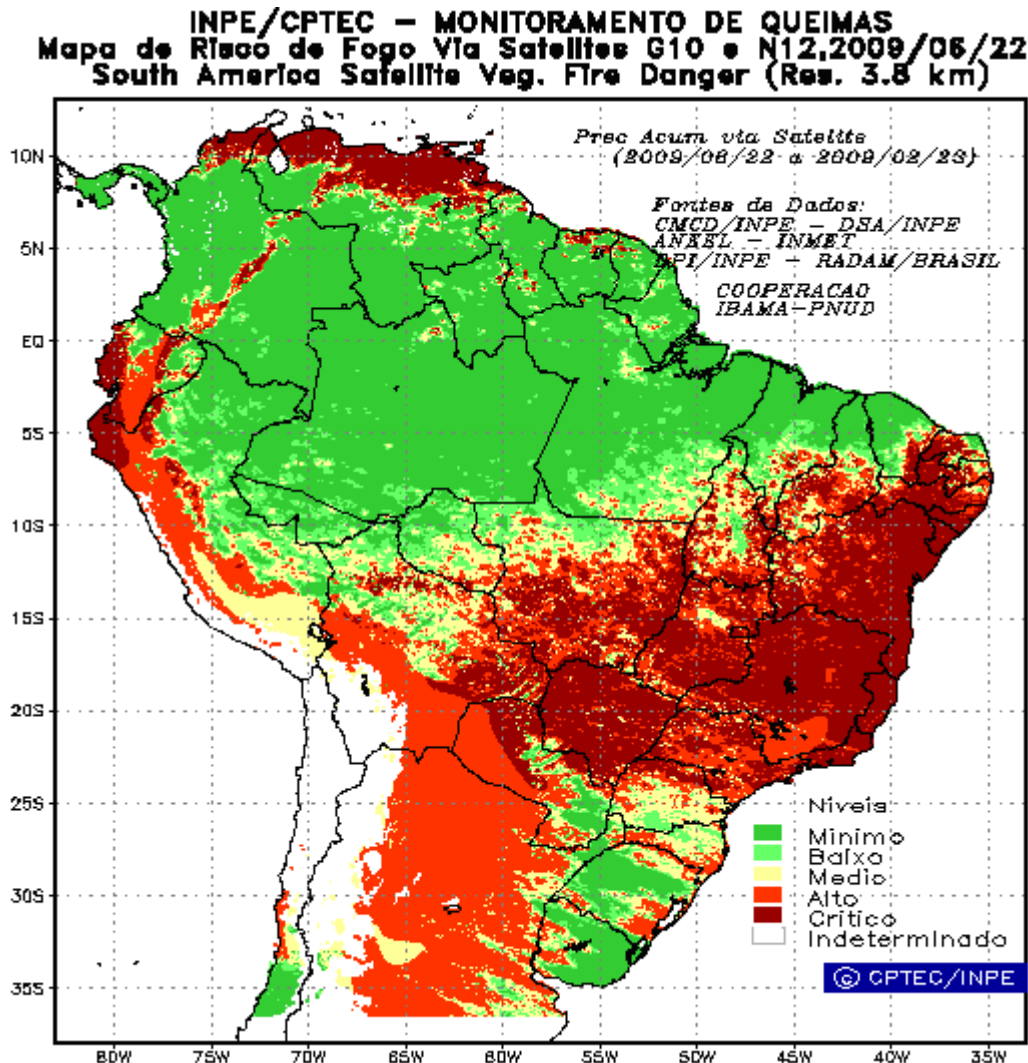 INPE/CPTEC – MONITORAMENTO DE QUEIMAS
Mapa de Risco de Fogo Via Satellites G10 e N12,2009/06/22
South America Satellite Veg. Fire Danger (Res. 3.8 km)
Prec Acum via Satelite
(2009/06/22 a 2009/02/23)
Fontes de Dados:
CMCD/INPE – DSA/INPE
ANEEL – INMET
DPI/INPE – RADAM/BRASIL
COOPERACAO
IBAMA–PNUD
10N
5N
EQ
5S
10S
15S
20S
25S
30S
35S
Niveis
Minimo
Baixo
Medio
Alto
Critico
Indeterminado
© CPTEC/INPE
80W 75W 70W 65W 60W 55W 50W 45W 40W 35W